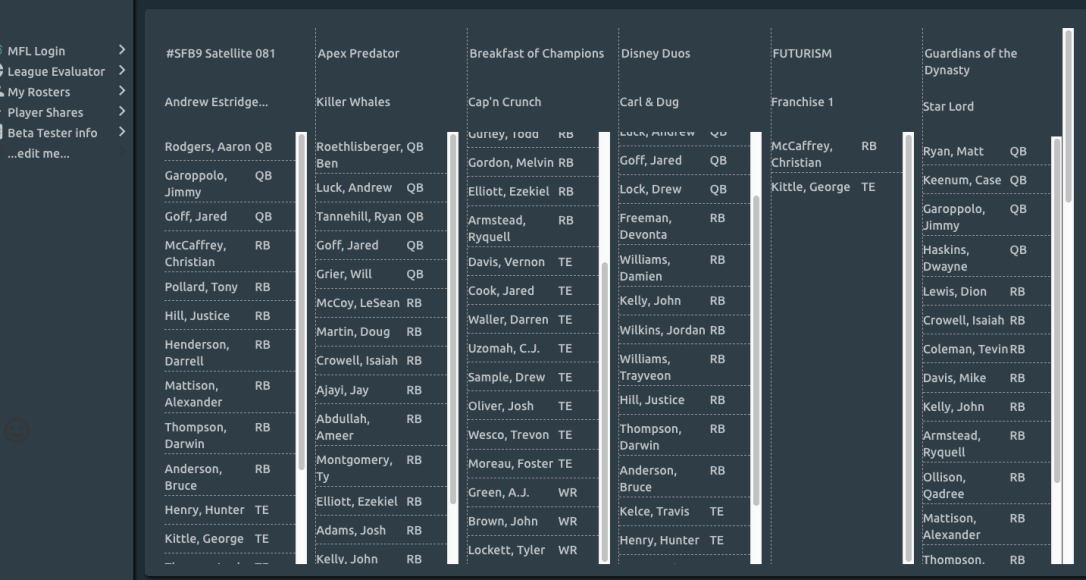 MFL Login
League Evaluator
My Rosters
Player Shares
Beta Tester info
...edit me...
#SFB9 Satellite 081
Andrew Estridge...
Rodgers, Aaron QB
Garoppolo, QB
Jimmy
Goff, Jared QB
McCaffrey, RB
Christian
Pollard, Tony RB
Hill, Justice RB
Henderson, RB
Darrell
Mattison, RB
Alexander
Thompson, RB
Darwin
Anderson, RB
Bruce
Henry, Hunter TE
Kittle, George TE
Apex Predator
Killer Whales
Roethlisberger, QB
Ben
Luck, Andrew QB
Tannehill, Ryan QB
Goff, Jared QB
Grier, Will QB
McCoy, LeSean RB
Martin, Doug RB
Crowell, Isaiah RB
Ajayi, Jay RB
Abdullah, RB
Ameer
Montgomery, RB
Ty
Elliott, Ezekiel RB
Adams, Josh RB
Kelly, John RB
Breakfast of Champions
Cap'n Crunch
Gurley, Todd RB
Gordon, Melvin RB
Elliott, Ezekiel RB
Armstead, RB
Ryquell
Davis, Vernon TE
Cook, Jared TE
Waller, Darren TE
Uzomah, C.J. TE
Sample, Drew TE
Oliver, Josh TE
Wesco, Trevon TE
Moreau, Foster TE
Green, A.J. WR
Brown, John WR
Lockett, Tyler WR
Disney Duos
Carl & Dug
Luck, Andrew QB
Goff, Jared QB
Lock, Drew QB
Freeman, RB
Devonta
Williams, RB
Damien
Kelly, John RB
Wilkins, Jordan RB
Williams, RB
Trayveon
Hill, Justice RB
Thompson, RB
Darwin
Anderson, RB
Bruce
Kelce, Travis TE
Henry, Hunter TE
FUTURISM
Franchise 1
McCaffrey, RB
Christian
Kittle, George TE
Guardians of the
Dynasty
Star Lord
Ryan, Matt QB
Keenum, Case QB
Garoppolo, QB
Jimmy
Haskins, QB
Dwayne
Lewis, Dion RB
Crowell, Isaiah RB
Coleman, Tevin RB
Davis, Mike RB
Kelly, John RB
Armstead, RB
Ryquell
Ollison, RB
Qadree
Mattison, RB
Alexander
Thompson, RB